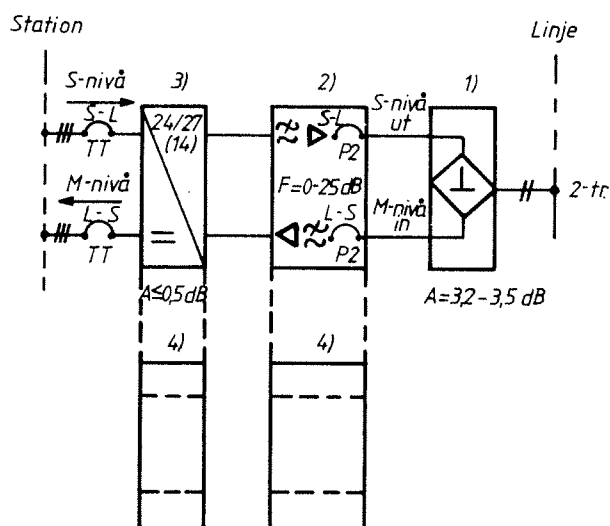 Station
Linje
S-nivå
3)
2)
1)
S-L
TT
24/27
(14)
S-L
P2
S-nivå
ut
M-nivå
L-S
TT
F=0-25dB
L-S
P2
M-nivå
in
2-tr.
A≤0,5dB
A=3,2-3,5 dB
4)
4)